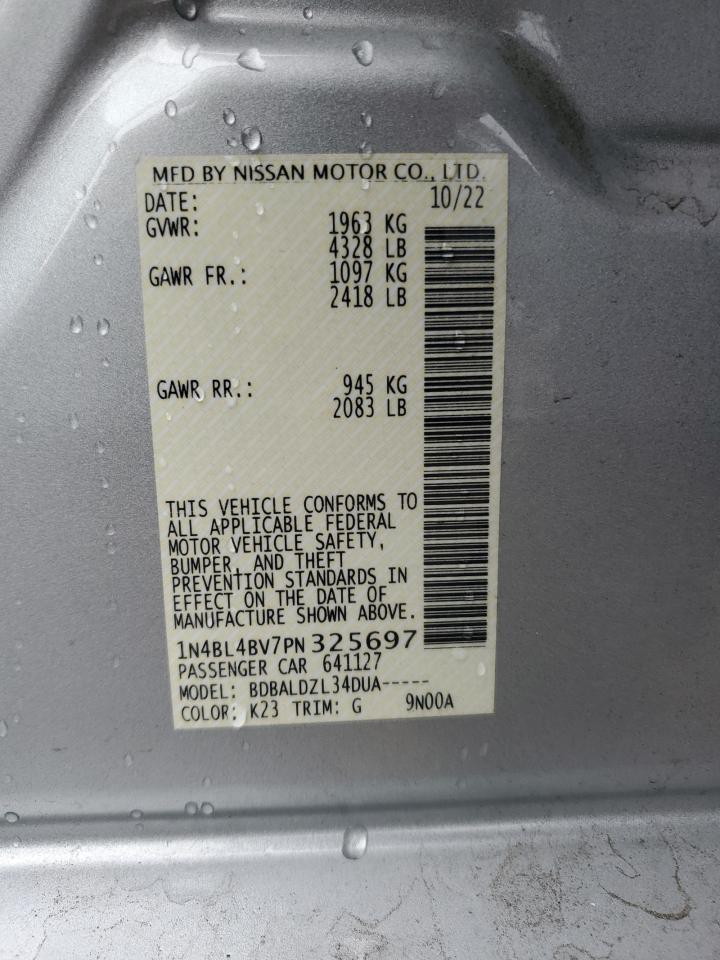 MFD BY NISSAN MOTOR CO., LTD.
DATE: 10/22
GVWR: 1963 KG
4328 LB
GAWR FR.: 1097 KG
2418 LB
GAWR RR.: 945 KG
2083 LB
THIS VEHICLE CONFORMS TO
ALL APPLICABLE FEDERAL
MOTOR VEHICLE SAFETY,
BUMPER, AND THEFT
PREVENTION STANDARDS IN
EFFECT ON THE DATE OF
MANUFACTURE SHOWN ABOVE.
1N4BL4BV7PN325697
PASSENGER CAR 641127
MODEL: BDBALDZL34DUA-----
COLOR: K23 TRIM: G 9N00A